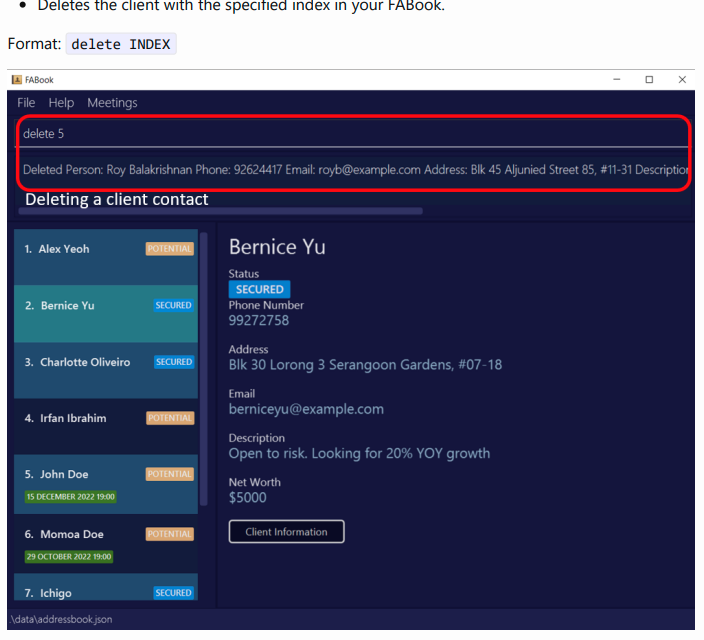 Deletes the client with the specified index in your FABook.
Format: delete INDEX
FABook
File Help Meetings
delete 5
Deleted Person: Roy Balakrishnan Phone: 92624417 Email: royb@example.com Address: Blk 45 Aljunied Street 85, #11-31 Description
Deleting a client contact
1. Alex Yeoh POTENTIAL
2. Bernice Yu SECURED
3. Charlotte Oliveiro SECURED
4. Irfan Ibrahim POTENTIAL
5. John Doe POTENTIAL
15 DECEMBER 2022 19:00
6. Momoa Doe POTENTIAL
29 OCTOBER 2022 19:00
7. Ichigo SECURED
Bernice Yu
Status
SECURED
Phone Number
99272758
Address
Blk 30 Lorong 3 Serangoon Gardens, #07-18
Email
berniceyu@example.com
Description
Open to risk. Looking for 20% YOY growth
Net Worth
$5000
Client Information
.\data\addressbook.json